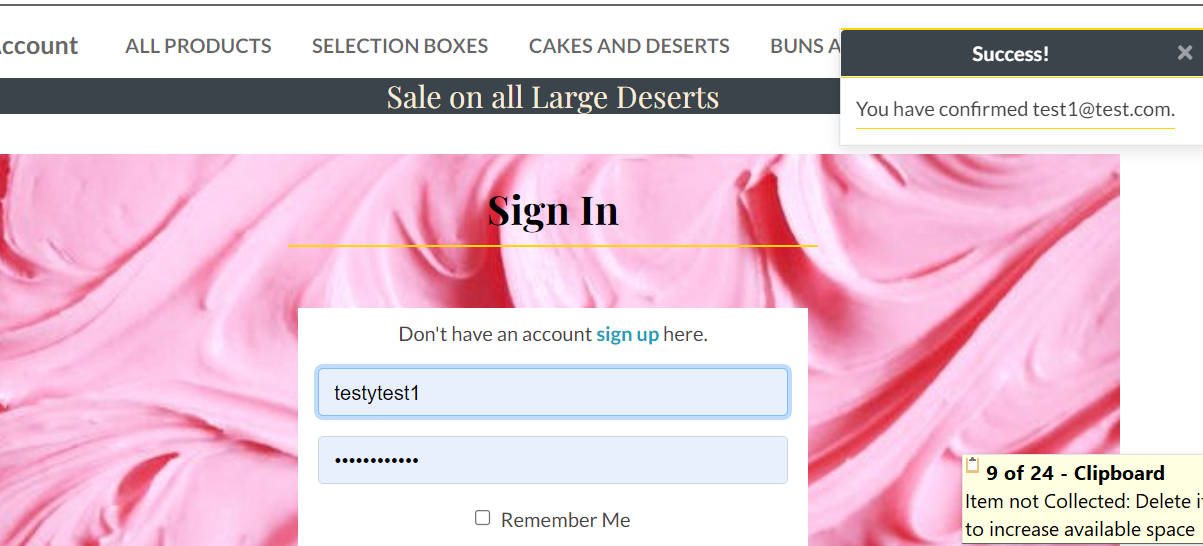 ccount ALL PRODUCTS SELECTION BOXES CAKES AND DESERTS BUNS A
Success! ×
Sale on all Large Deserts
You have confirmed test1@test.com.
Sign In
Don't have an account sign up here.
testytest1
••••••••••••
Remember Me
9 of 24 - Clipboard
Item not Collected: Delete i
to increase available space